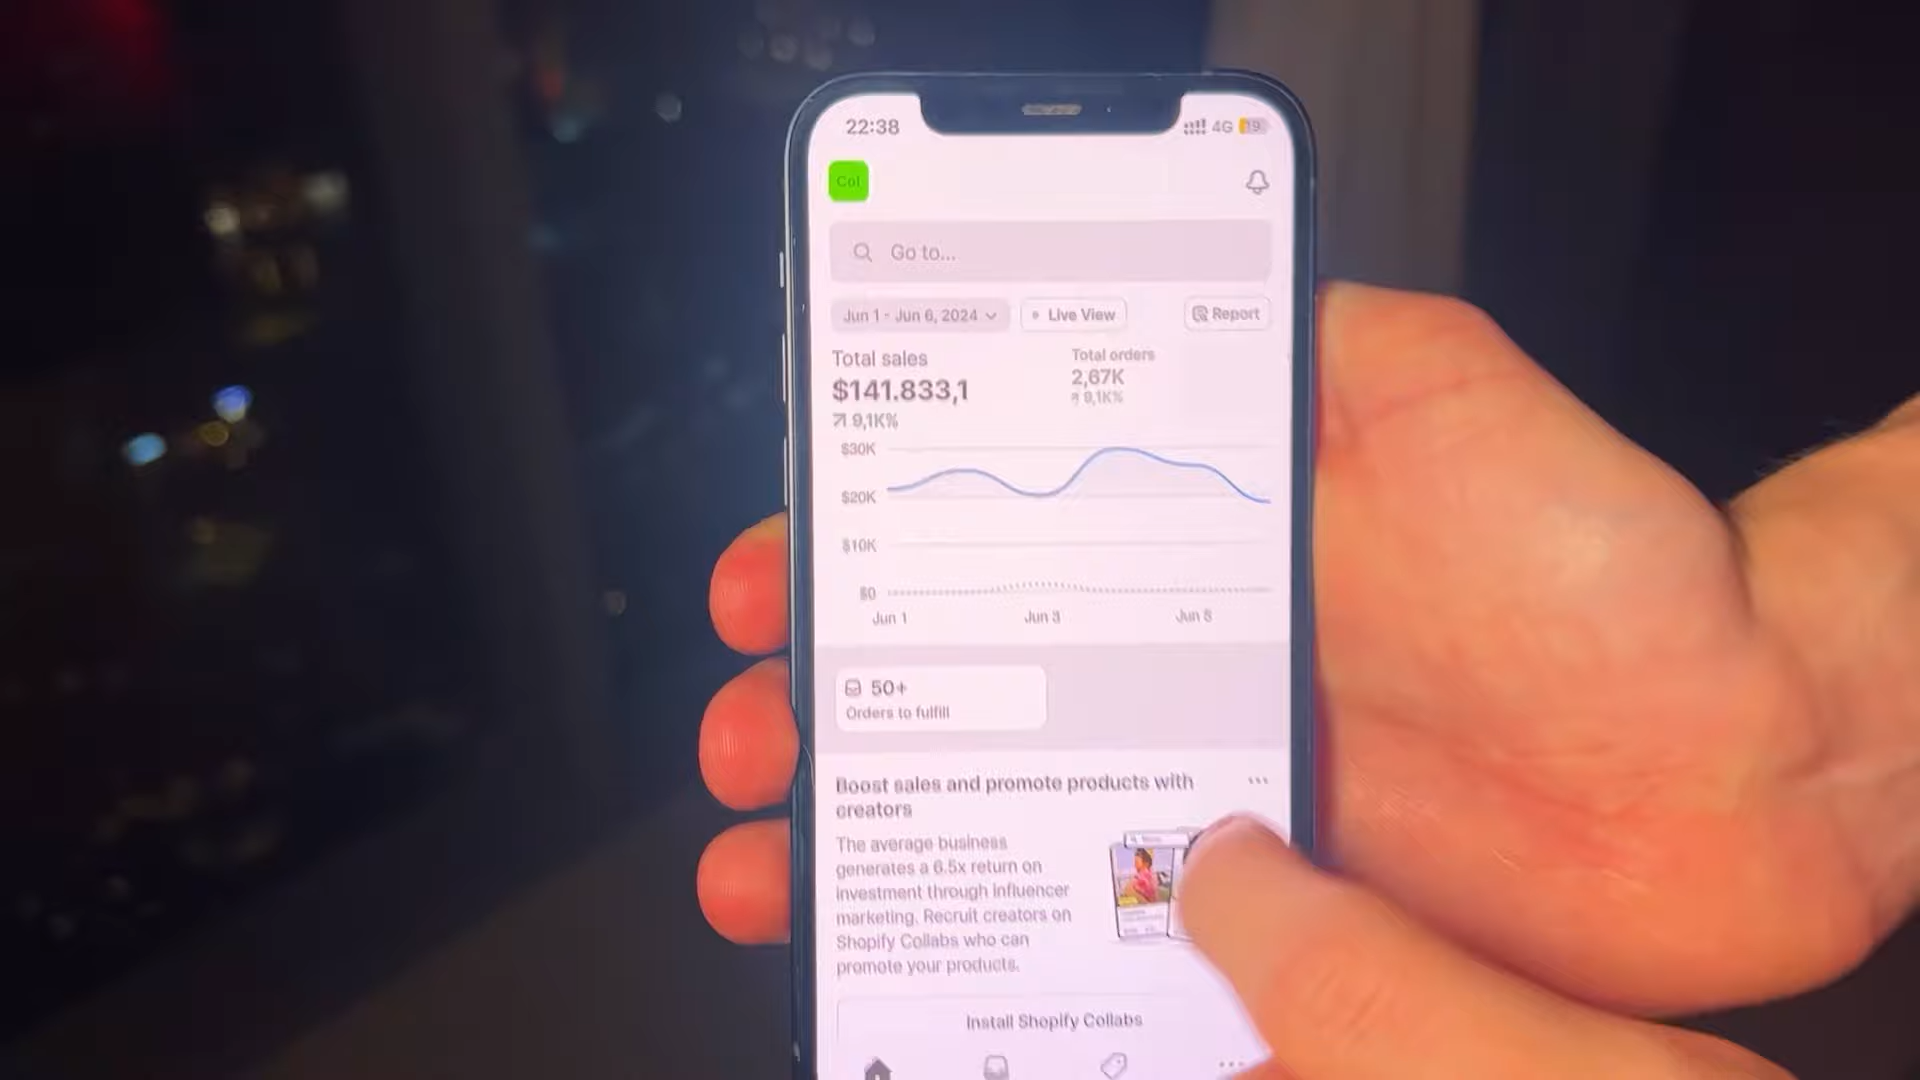 22:38
4G 19
Col
Go to...
Jun 1 - Jun 6, 2024
Live View
Report
Total sales
Total orders
$141.833,1
2,67K
9,1K%
9,1K%
$30K
$20K
$10K
$0
Jun 1
Jun 3
Jun 5
50+
Orders to fulfill
Boost sales and promote products with
creators
The average business
generates a 6.5x return on
investment through influencer
marketing. Recruit creators on
Shopify Collabs who can
promote your products.
Install Shopify Collabs